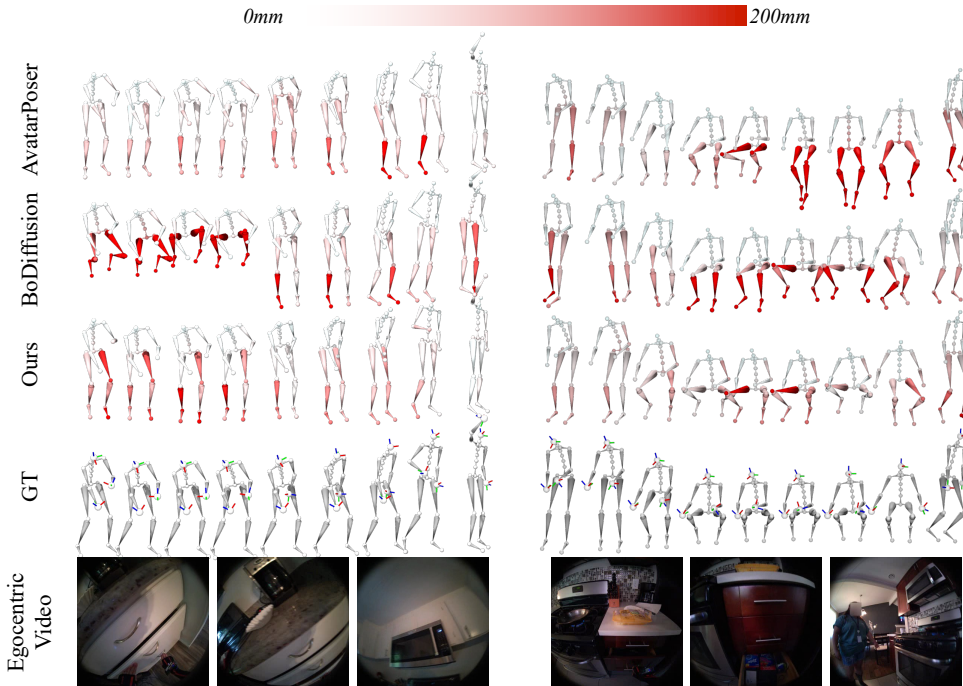 0mm 200mm
AvatarPoser
BoDiffusion
Ours
GT
Egocentric
Video